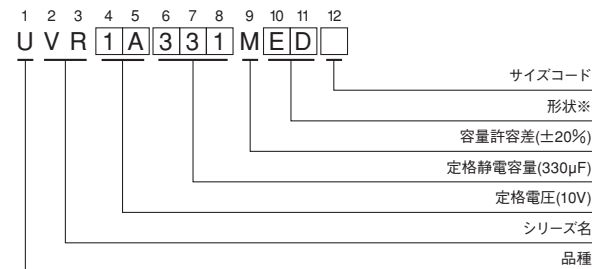 1 2 3 4 5 6 7 8 9 10 11 12
U V R 1 A 3 3 1 M E D
サイズコード
形状※
容量許容差(±20%)
定格静電容量(330μF)
定格電圧(10V)
シリーズ名
品種